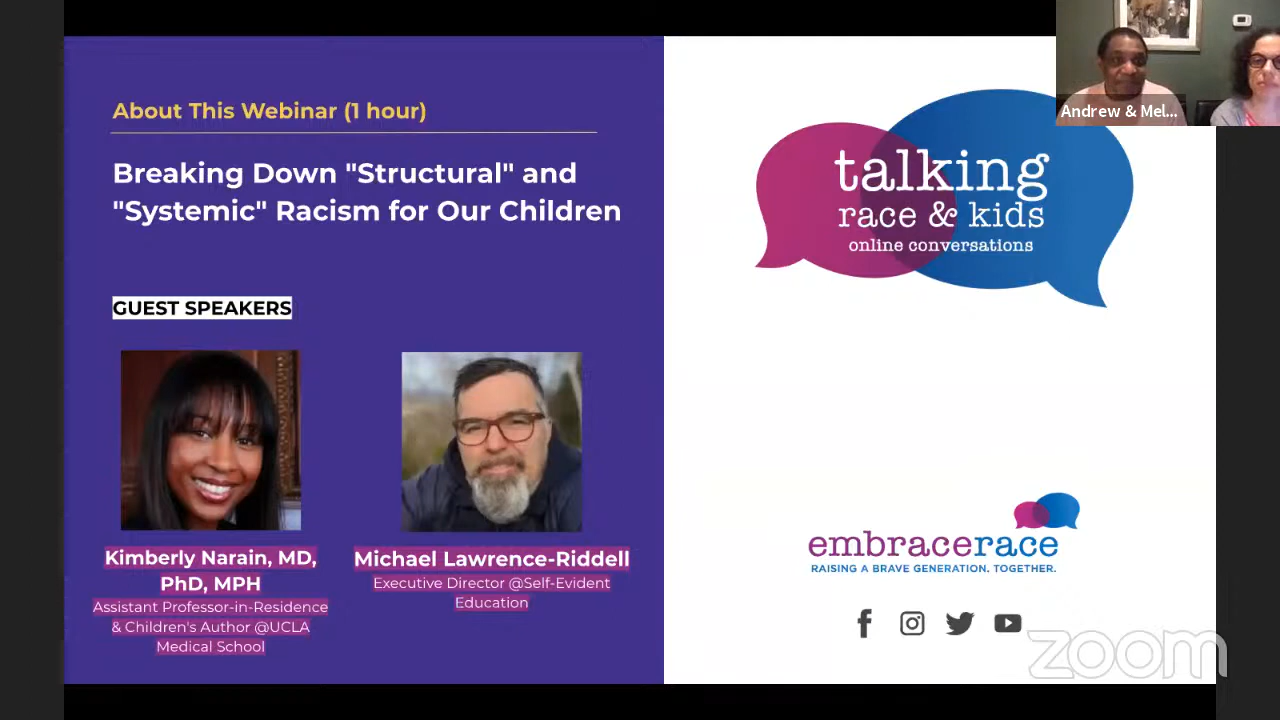 About This Webinar (1 hour)
Breaking Down "Structural" and
"Systemic" Racism for Our Children
GUEST SPEAKERS
Kimberly Narain, MD,
PhD, MPH
Assistant Professor-in-Residence
& Children's Author @UCLA
Medical School
Michael Lawrence-Riddell
Executive Director @Self-Evident
Education
talking
race & kids
online conversations
embracerace
RAISING A BRAVE GENERATION. TOGETHER.
Andrew & Mel...
zoom